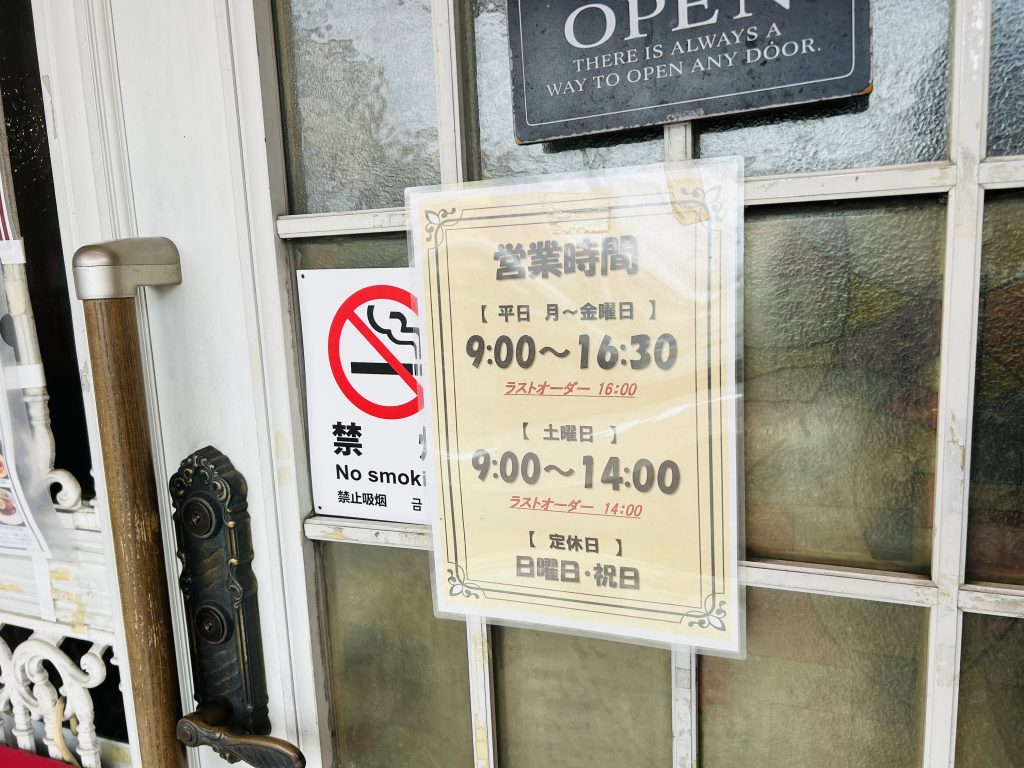 OPEN
THERE IS ALWAYS A
WAY TO OPEN ANY DOOR.
営業時間
【 平日 月～金曜日 】
9:00～16:30
ラストオーダー 16:00
【 土曜日 】
9:00～14:00
ラストオーダー 14:00
【 定休日 】
日曜日・祝日
禁
No smoki
禁止吸烟 금